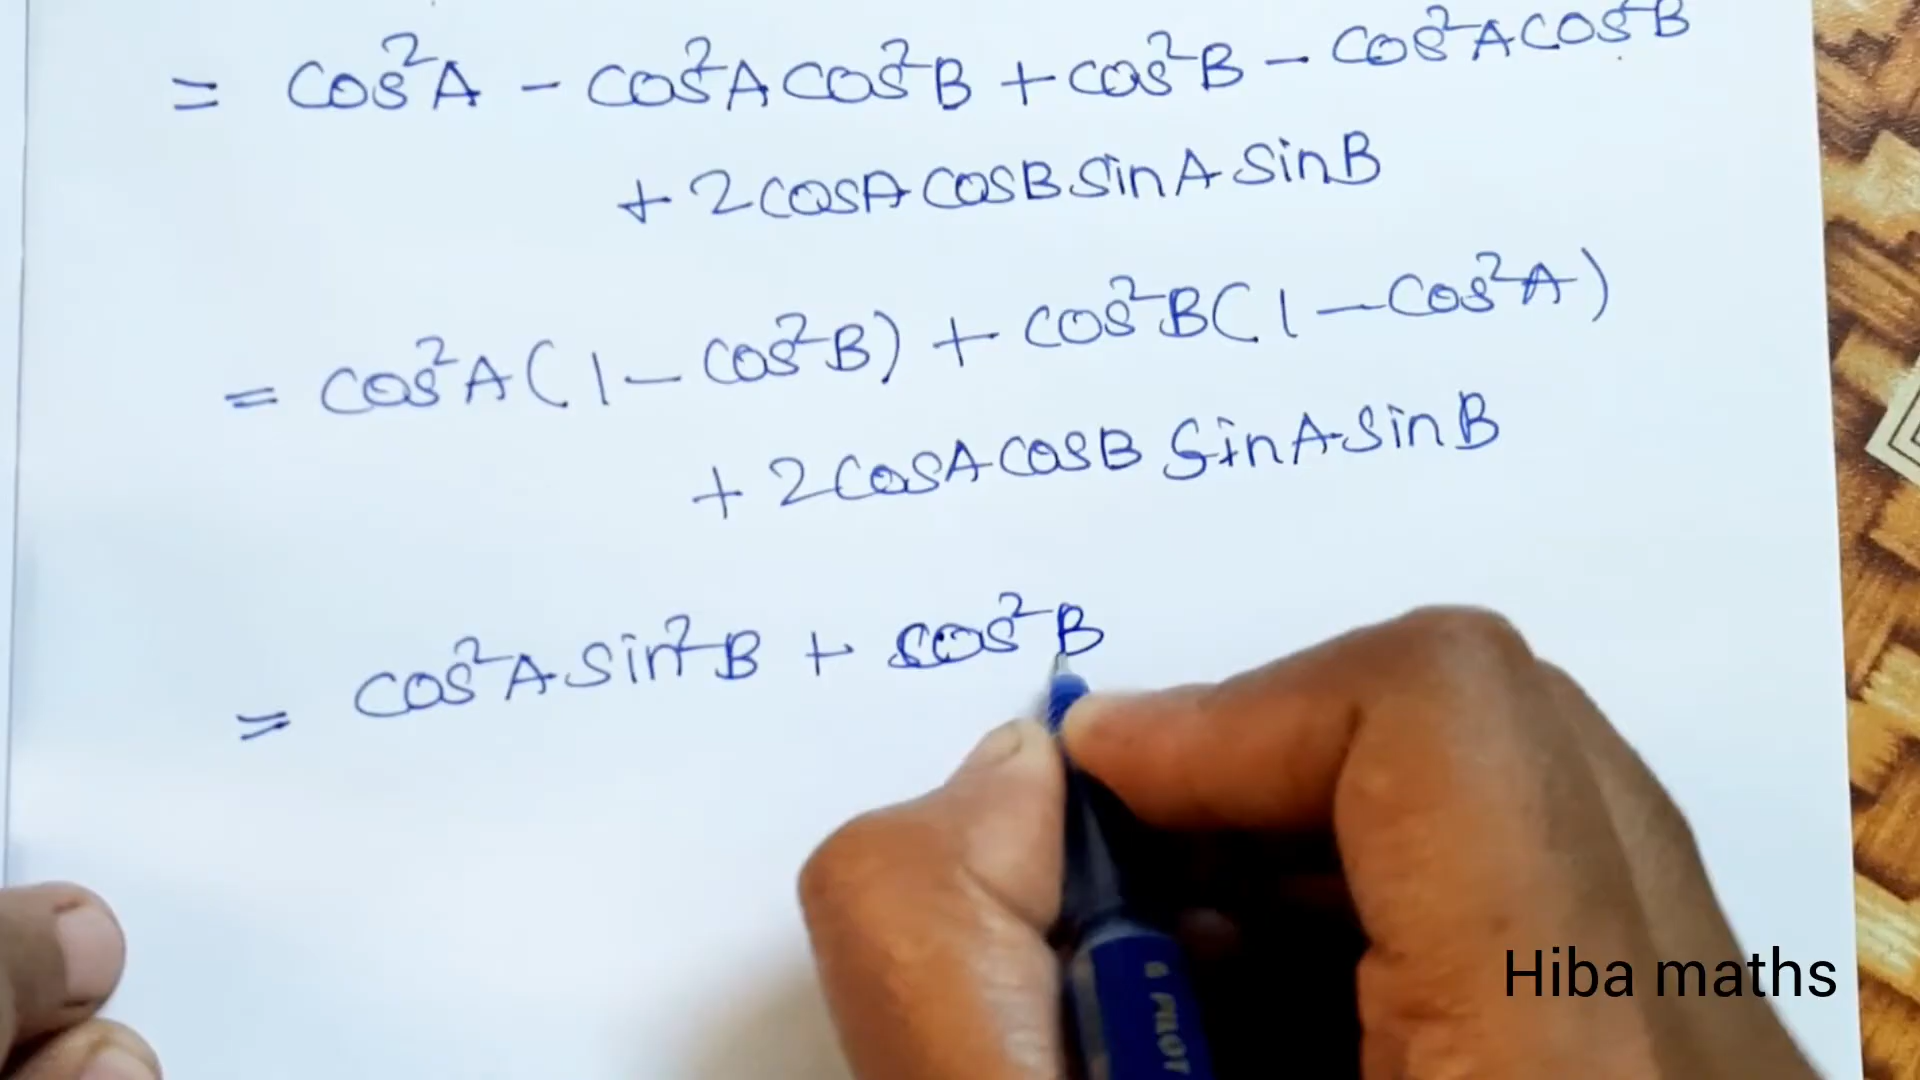 = cos²A - cos²A cos²B + cos²B - cos²A cos²B
+ 2cosA cosB sinA sinB
= cos²A(1 - cos²B) + cos²B(1 - cos²A)
+ 2cosA cosB sinA sinB
= cos²A sin²B + cos²B
Hiba maths
PILOT